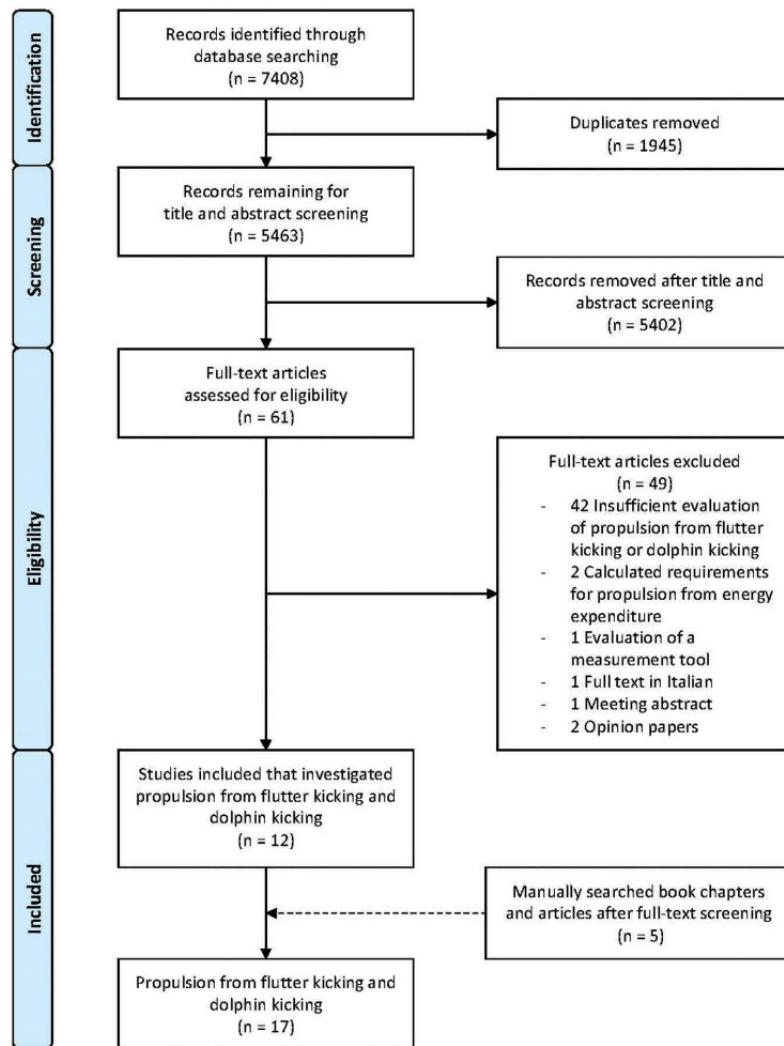 Identification
Records identified through
database searching
(n = 7408)
Duplicates removed
(n = 1945)
Screening
Records remaining for
title and abstract screening
(n = 5463)
Records removed after title and
abstract screening
(n = 5402)
Eligibility
Full-text articles
assessed for eligibility
(n = 61)
Full-text articles excluded
(n = 49)
- 42 Insufficient evaluation
of propulsion from flutter
kicking or dolphin kicking
- 2 Calculated requirements
for propulsion from energy
expenditure
- 1 Evaluation of a
measurement tool
- 1 Full text in Italian
- 1 Meeting abstract
- 2 Opinion papers
Included
Studies included that investigated
propulsion from flutter kicking and
dolphin kicking
(n = 12)
Manually searched book chapters
and articles after full-text screening
(n = 5)
Propulsion from flutter kicking and
dolphin kicking
(n = 17)